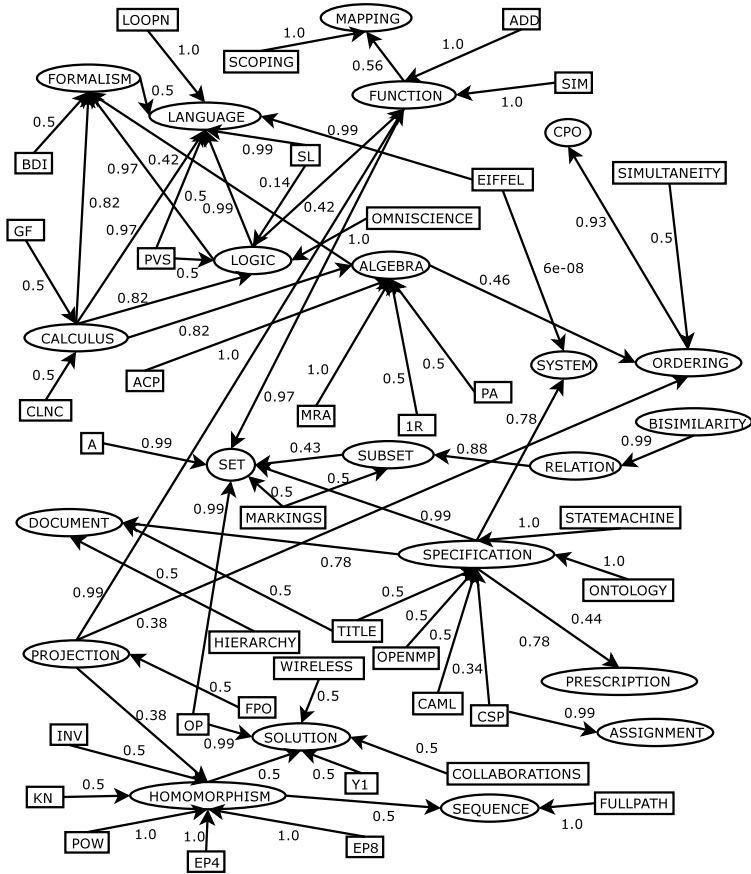 LOOPN
MAPPING
ADD
1.0
1.0
SCOPING
1.0
0.56
FORMALISM
0.5
FUNCTION
SIM
1.0
LANGUAGE
0.5
0.99
CPO
0.99
SL
BDI
0.97
0.42
SIMULTANEITY
EIFFEL
0.14
0.82
0.5
0.99
0.42
OMNISCIENCE
0.93
GF
0.97
1.0
0.5
PVS
0.5
LOGIC
ALGEBRA
6e-08
0.5
0.46
0.82
CALCULUS
0.82
1.0
SYSTEM
ORDERING
0.5
ACP
1.0
0.5
0.5
PA
CLNC
0.97
MRA
1R
0.78
BISIMILARITY
A
0.99
0.43
SUBSET
0.88
0.99
SET
0.5
RELATION
0.5
0.99
MARKINGS
0.99
DOCUMENT
1.0
STATEMACHINE
SPECIFICATION
0.78
1.0
0.5
ONTOLOGY
0.99
0.5
0.5
0.38
TITLE
0.44
HIERARCHY
0.5
0.78
PROJECTION
OPENMP
WIRELESS
0.34
0.5
0.5
PRESCRIPTION
FPO
CAML
0.38
CSP
0.99
OP
INV
SOLUTION
ASSIGNMENT
0.99
0.5
0.5
0.5
0.5
Y1
COLLABORATIONS
KN
0.5
HOMOMORPHISM
SEQUENCE
FULLPATH
0.5
1.0
POW
1.0
1.0
1.0
EP8
EP4